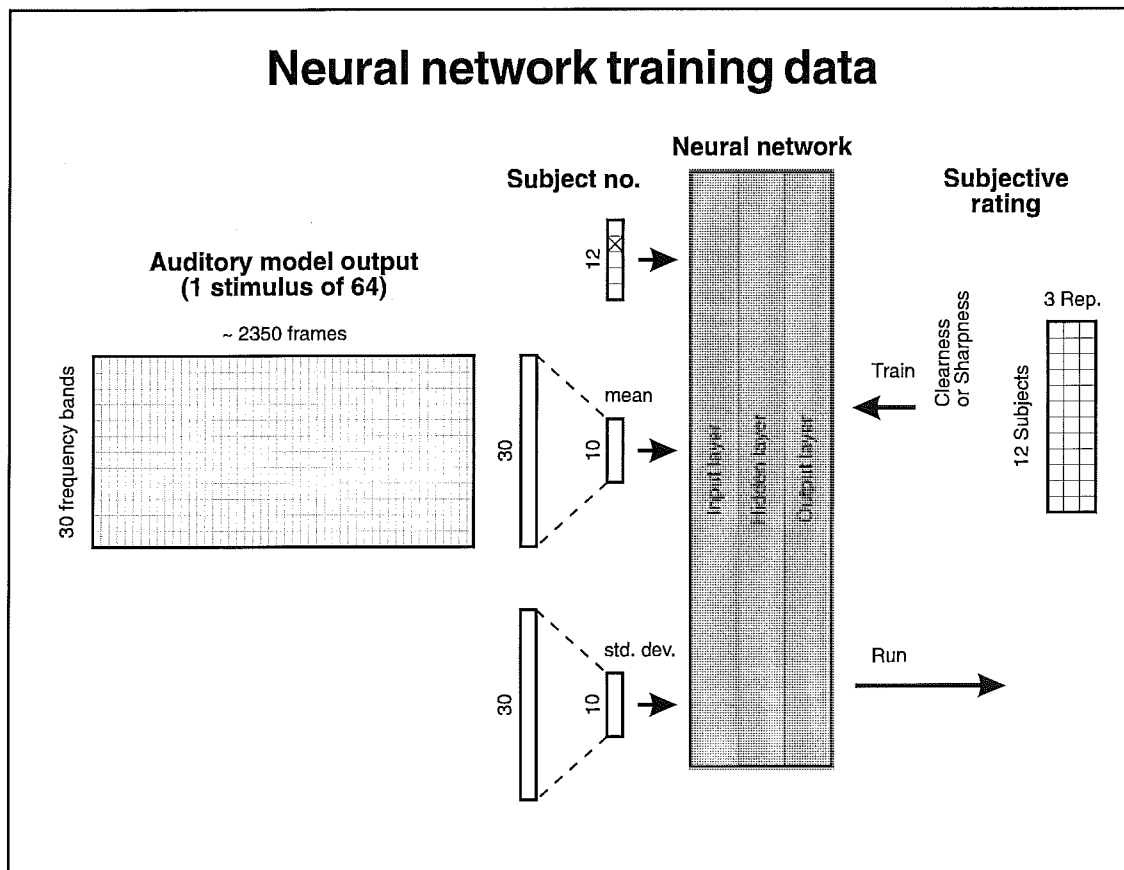 Neural network training data
Neural network
Subject no.
Subjective
rating
12
Auditory model output
(1 stimulus of 64)
~ 2350 frames
30 frequency bands
30
mean
10
Input layer
Hidden layer
Output layer
Train
Clearness
or Sharpness
3 Rep.
12 Subjects
30
std. dev.
10
Run